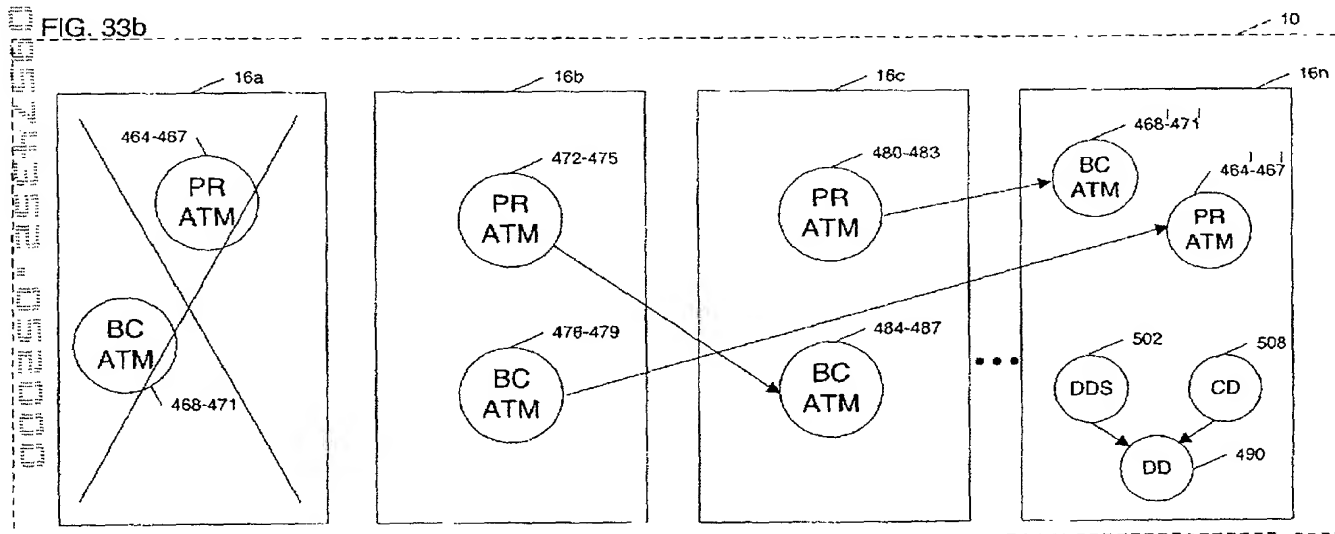 FIG. 33b
10
16a
16b
16c
16n
464-467
PR
ATM
BC
ATM
468-471
472-475
PR
ATM
476-479
BC
ATM
480-483
PR
ATM
484-487
BC
ATM
468'-471'
BC
ATM
464'-467'
PR
ATM
502
DDS
508
CD
DD
490